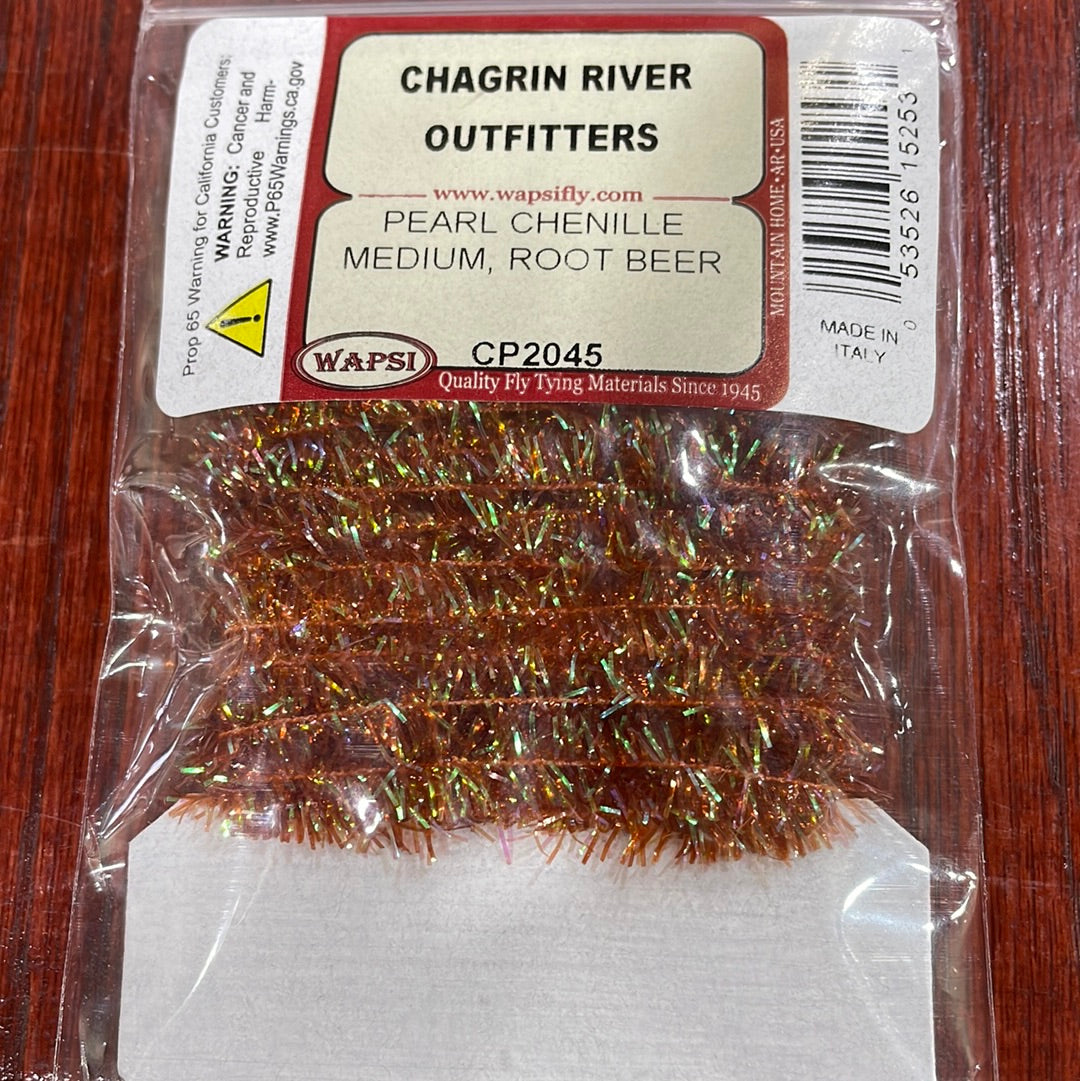 Prop 65 Warning for California Customers:
WARNING: Cancer and
Reproductive Harm-
www.P65Warnings.ca.gov
!
CHAGRIN RIVER
OUTFITTERS
www.wapsifly.com
PEARL CHENILLE
MEDIUM, ROOT BEER
WAPSI
CP2045
Quality Fly Tying Materials Since 1945
MOUNTAIN HOME•AR•USA
0 53526 15253 1
MADE IN
ITALY